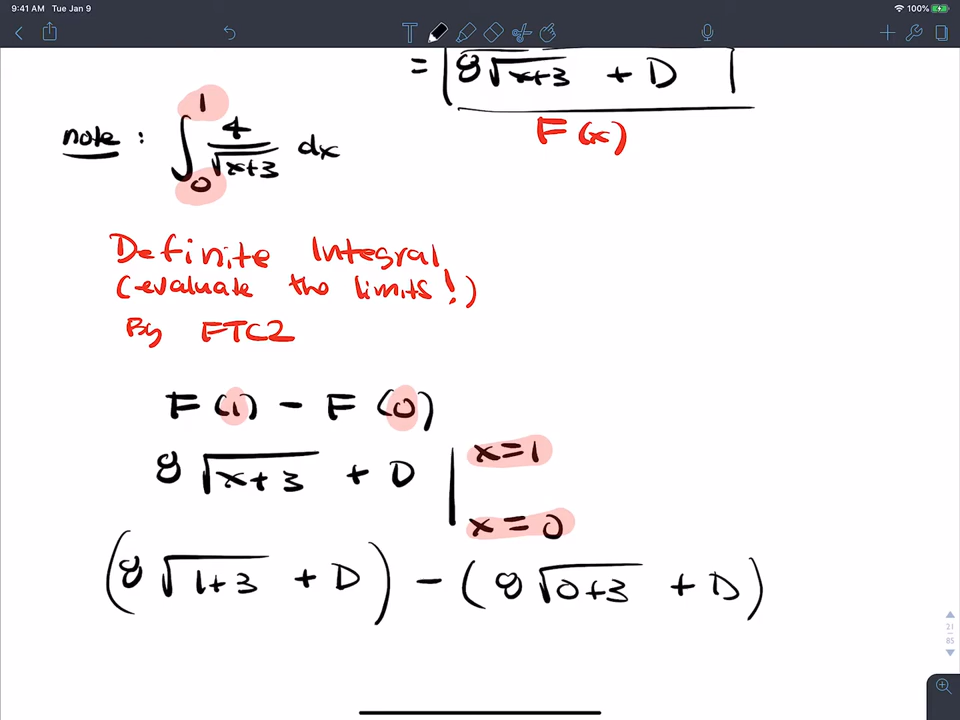 9:41 AM Tue Jan 9 100%
= 8√(x+3) + D
F(x)
note : ∫₀¹ 4/√(x+3) dx
Definite Integral
(evaluate the limits!)
By FTC2
F(1) - F(0)
8√(x+3) + D | x=1
x=0
(8√(1+3) + D) - (8√(0+3) + D)
21
85